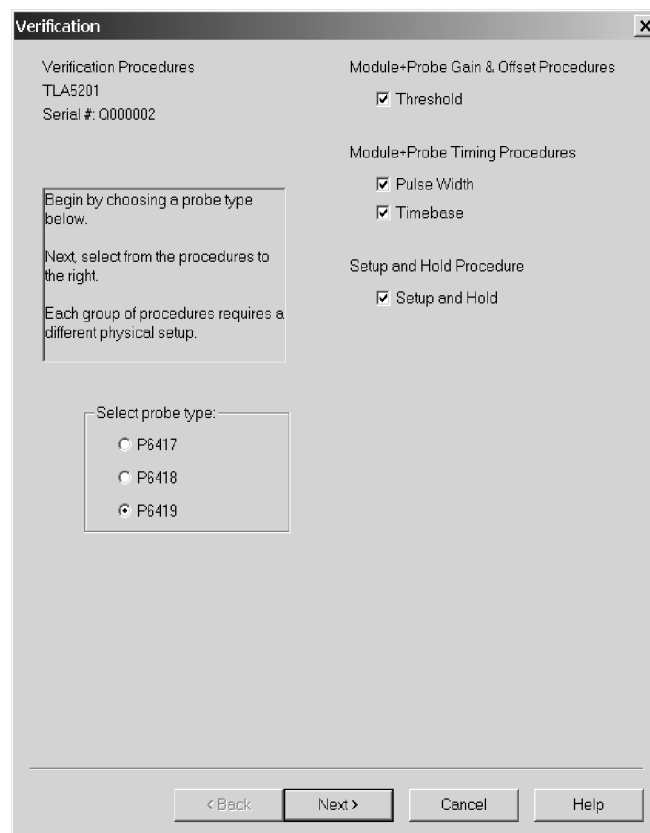 Verification
Verification Procedures
TLA5201
Serial #: Q000002
Begin by choosing a probe type
below.
Next, select from the procedures to
the right.
Each group of procedures requires a
different physical setup.
Select probe type:
P6417
P6418
P6419
Module+Probe Gain & Offset Procedures
Threshold
Module+Probe Timing Procedures
Pulse Width
Timebase
Setup and Hold Procedure
Setup and Hold
< Back
Next >
Cancel
Help